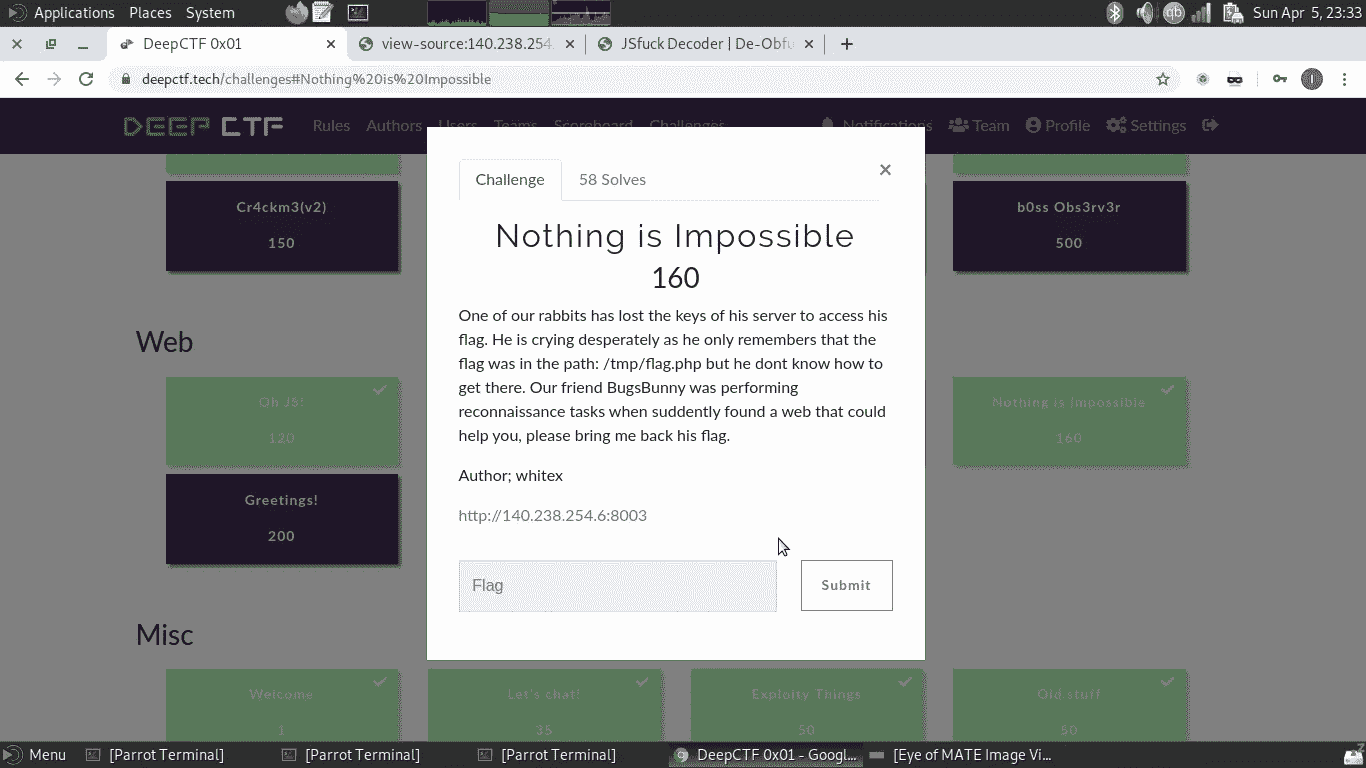 Applications Places System
Sun Apr 5, 23:33
DeepCTF 0x01
view-source:140.238.254
JSfuck Decoder | De-Obfu
deepctf.tech/challenges#Nothing%20is%20Impossible
DEEP CTF Rules Authors Users Teams Scoreboard Challenges Notifications Team Profile Settings
Challenge
58 Solves
×
Cr4ckm3(v2)
150
b0ss Obs3rv3r
500
Nothing is Impossible
160
One of our rabbits has lost the keys of his server to access his
flag. He is crying desperately as he only remembers that the
flag was in the path: /tmp/flag.php but he dont know how to
get there. Our friend BugsBunny was performing
reconnaissance tasks when suddently found a web that could
help you, please bring me back his flag.
Author; whitex
http://140.238.254.6:8003
Flag
Submit
Web
Oh JS!
120
Nothing is Impossible
160
Greetings!
200
Misc
Welcome
1
Let's chat!
35
Exploity Things
50
Old stuff
50
Menu
[Parrot Terminal]
[Parrot Terminal]
[Parrot Terminal]
DeepCTF 0x01 - Googl...
[Eye of MATE Image Vi...